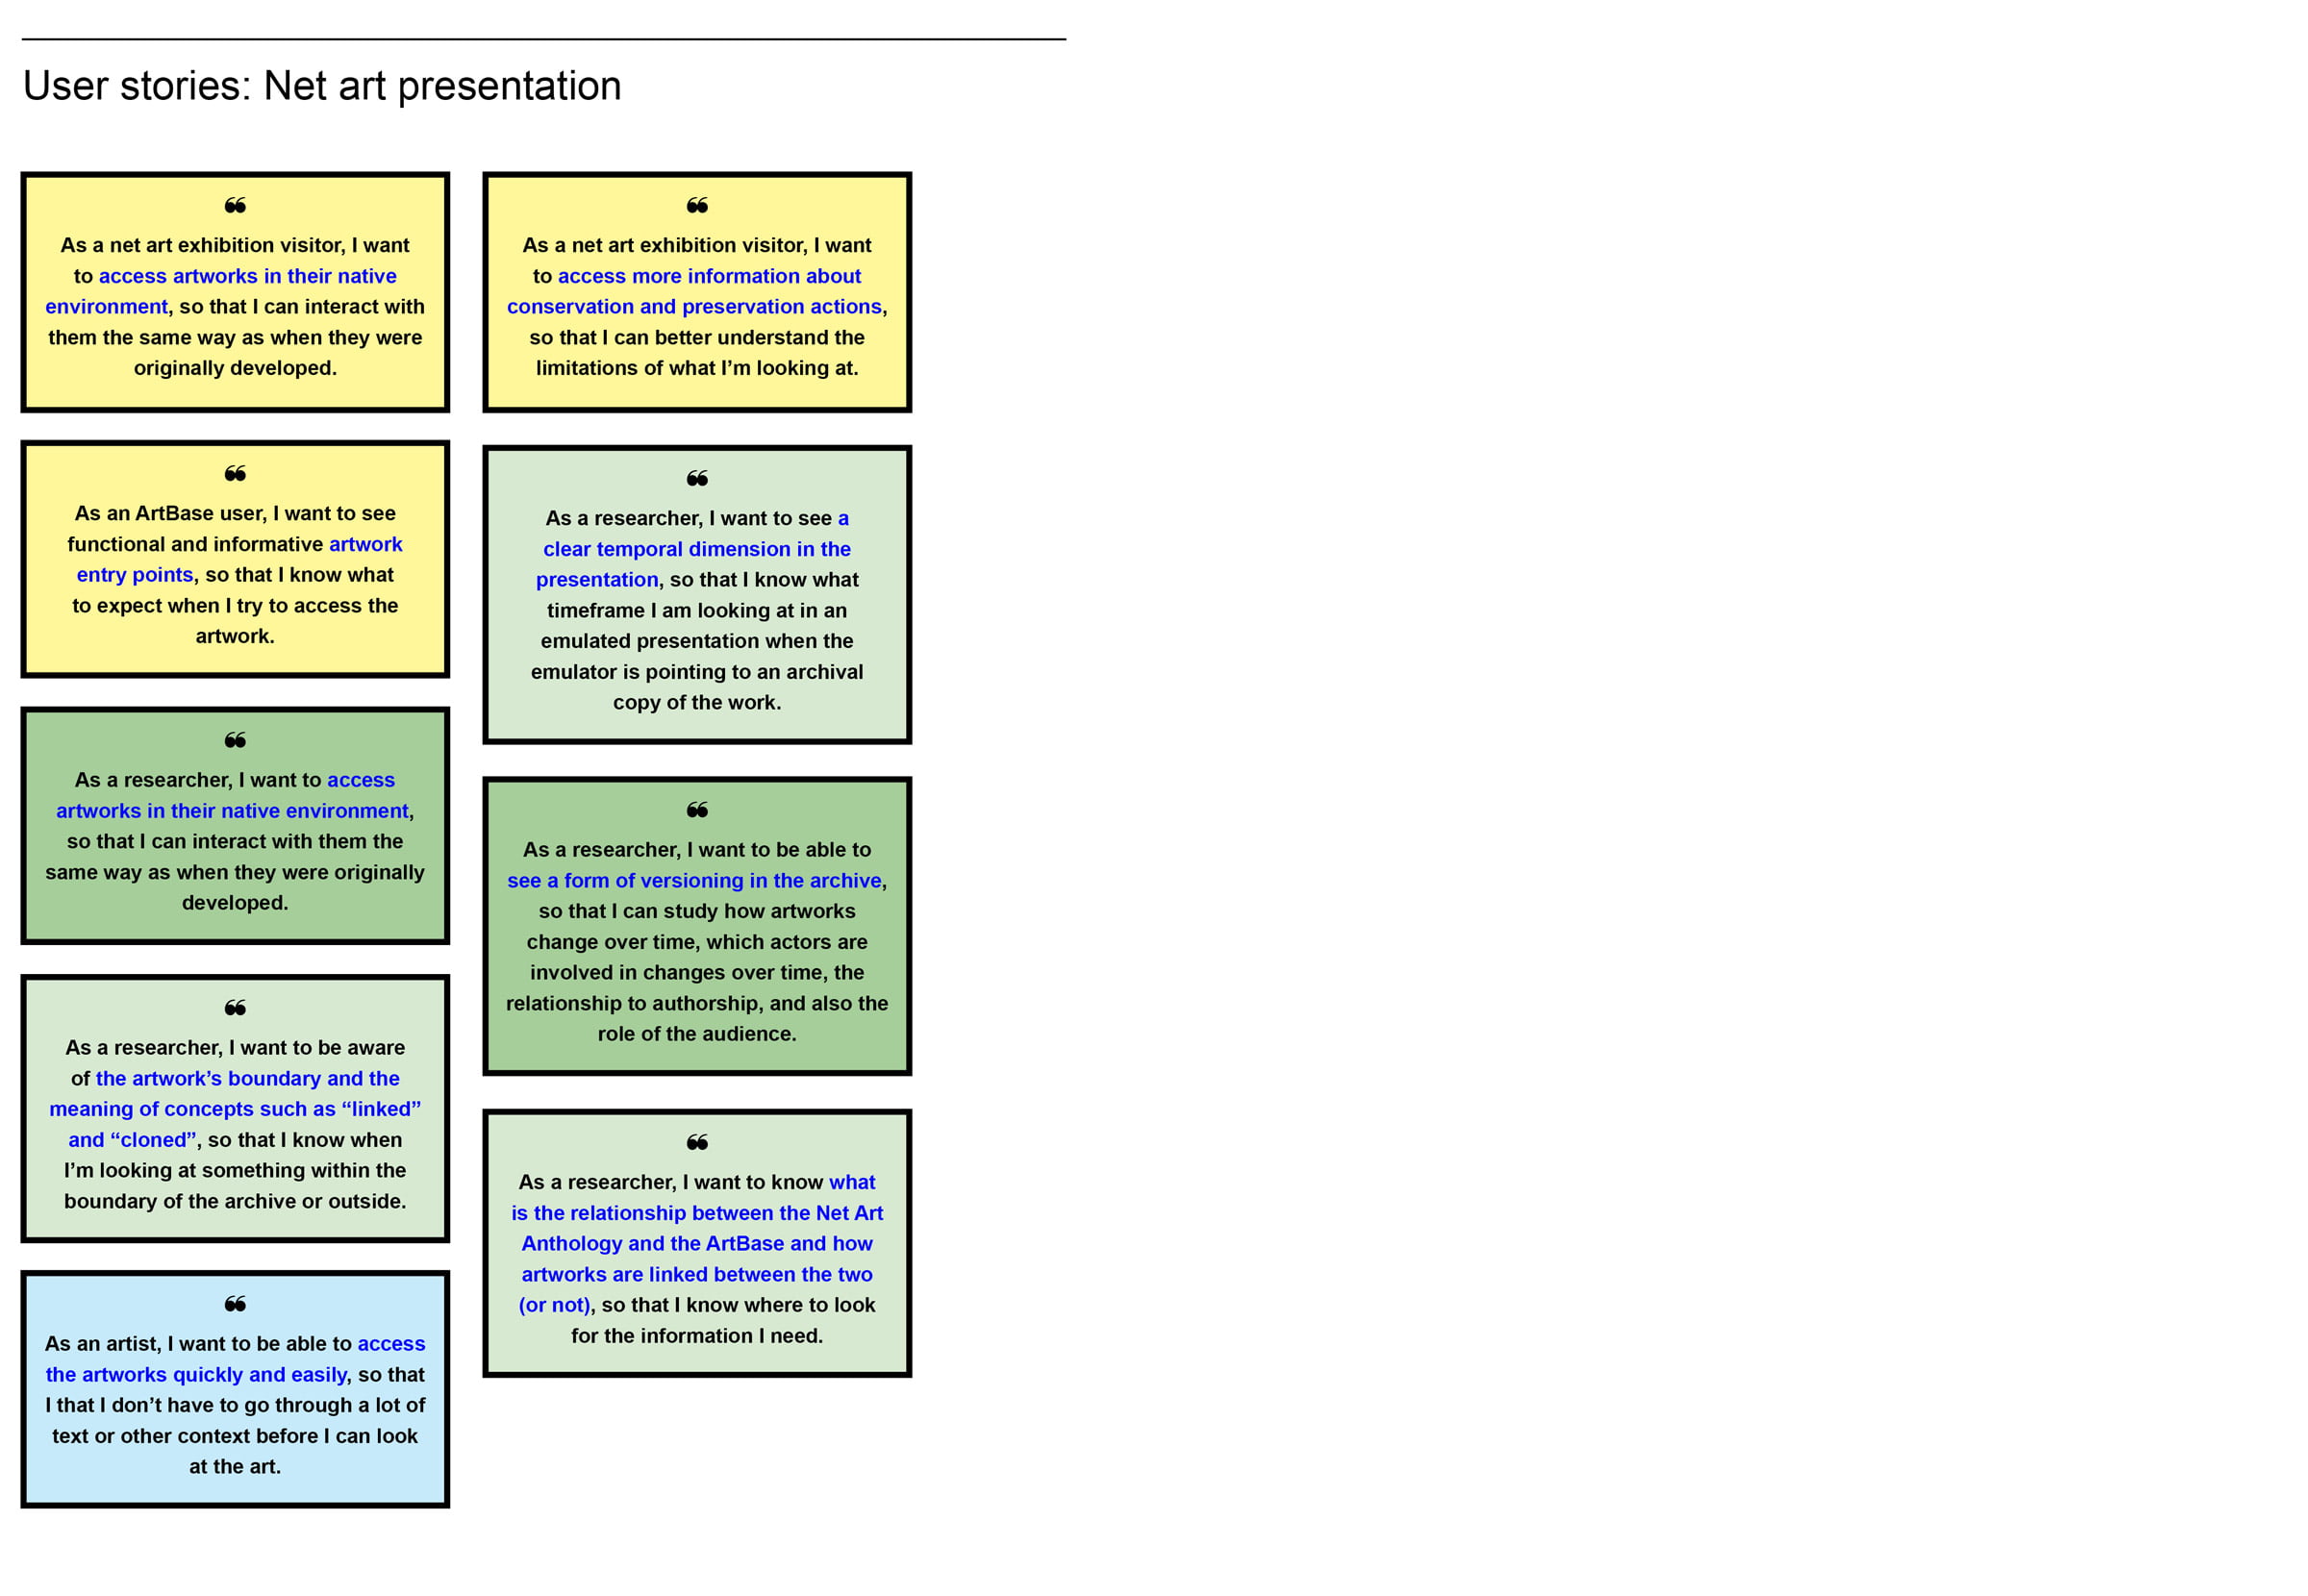 User stories: Net art presentation
❝
As a net art exhibition visitor, I want
to access artworks in their native
environment, so that I can interact with
them the same way as when they were
originally developed.
❝
As an ArtBase user, I want to see
functional and informative artwork
entry points, so that I know what
to expect when I try to access the
artwork.
❝
As a researcher, I want to access
artworks in their native environment,
so that I can interact with them the
same way as when they were originally
developed.
❝
As a researcher, I want to be aware
of the artwork’s boundary and the
meaning of concepts such as “linked”
and “cloned”, so that I know when
I’m looking at something within the
boundary of the archive or outside.
❝
As an artist, I want to be able to access
the artworks quickly and easily, so that
I that I don’t have to go through a lot of
text or other context before I can look
at the art.
❝
As a net art exhibition visitor, I want
to access more information about
conservation and preservation actions,
so that I can better understand the
limitations of what I’m looking at.
❝
As a researcher, I want to see a
clear temporal dimension in the
presentation, so that I know what
timeframe I am looking at in an
emulated presentation when the
emulator is pointing to an archival
copy of the work.
❝
As a researcher, I want to be able to
see a form of versioning in the archive,
so that I can study how artworks
change over time, which actors are
involved in changes over time, the
relationship to authorship, and also the
role of the audience.
❝
As a researcher, I want to know what
is the relationship between the Net Art
Anthology and the ArtBase and how
artworks are linked between the two
(or not), so that I know where to look
for the information I need.